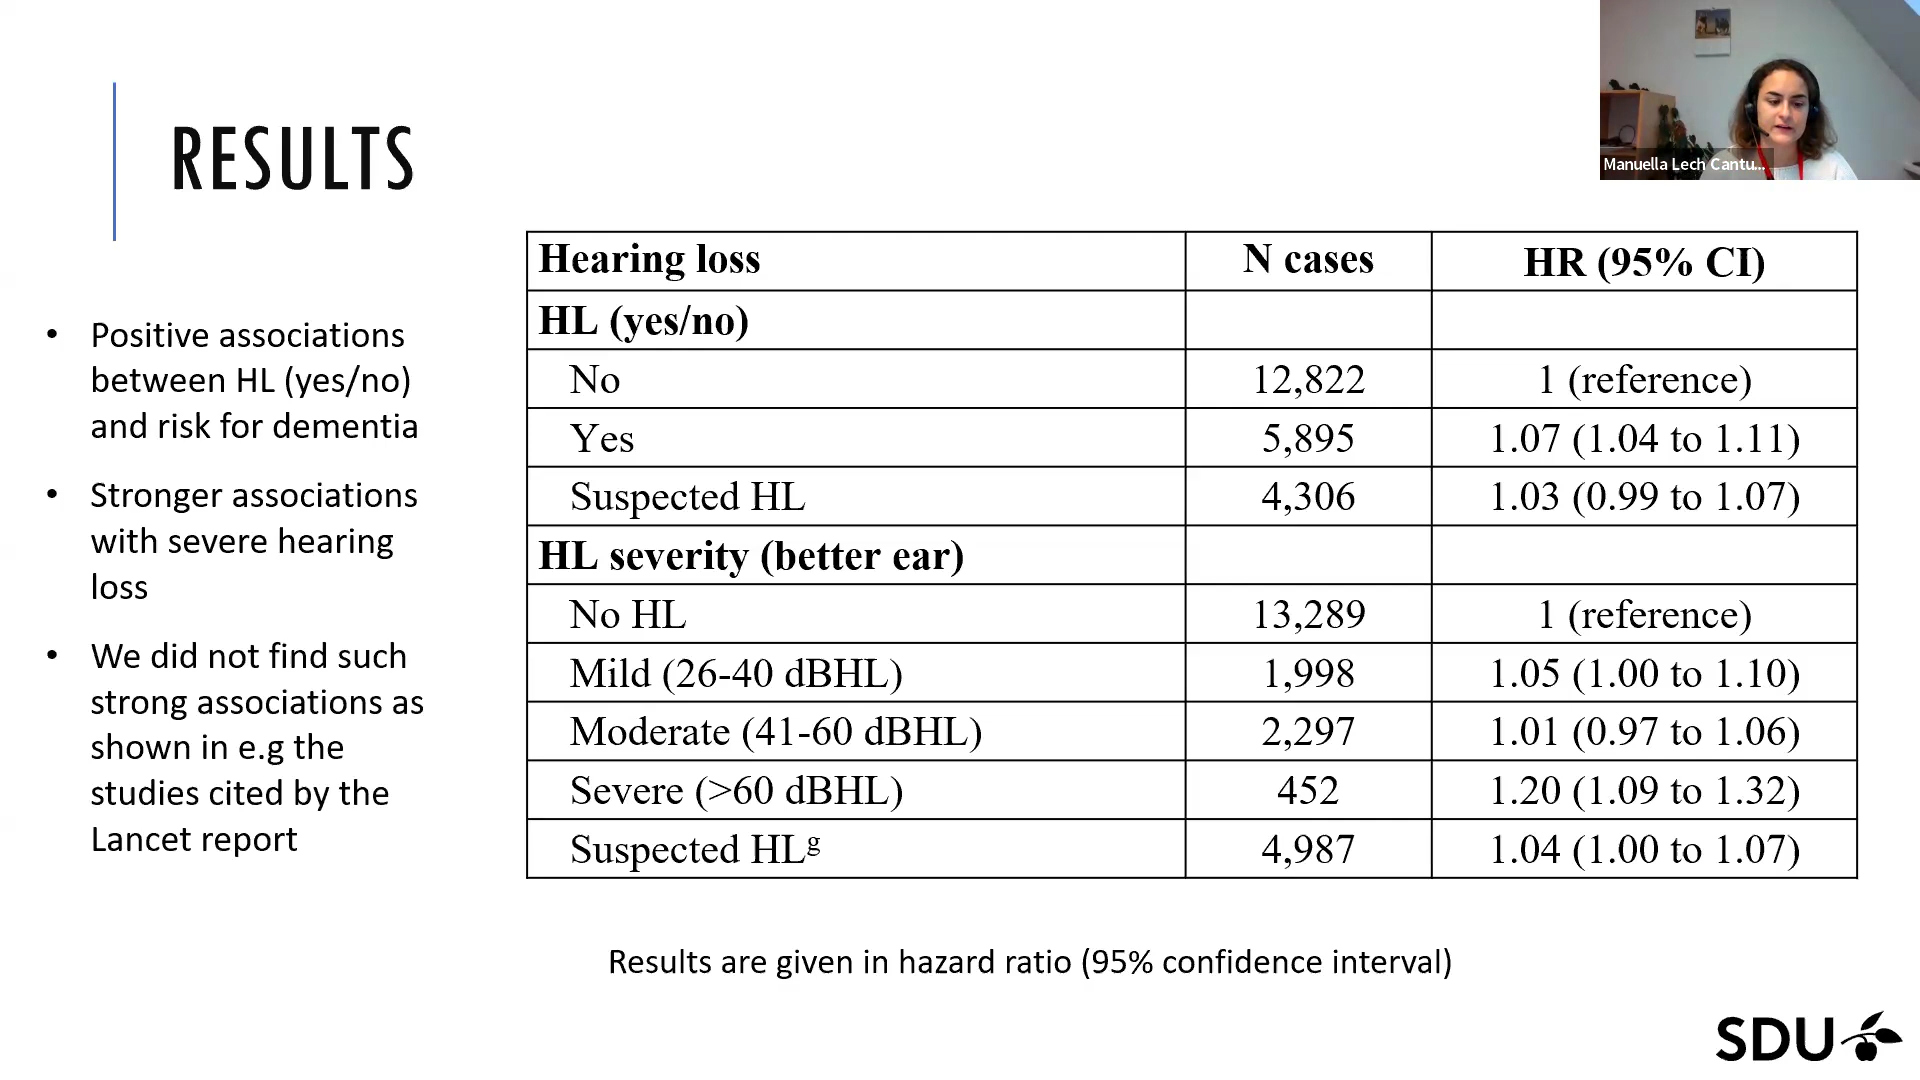 Manuella Lech Cantu...
RESULTS
• Positive associations
between HL (yes/no)
and risk for dementia
• Stronger associations
with severe hearing
loss
• We did not find such
strong associations as
shown in e.g the
studies cited by the
Lancet report
Hearing loss N cases HR (95% CI)
HL (yes/no)
No 12,822 1 (reference)
Yes 5,895 1.07 (1.04 to 1.11)
Suspected HL 4,306 1.03 (0.99 to 1.07)
HL severity (better ear)
No HL 13,289 1 (reference)
Mild (26-40 dBHL) 1,998 1.05 (1.00 to 1.10)
Moderate (41-60 dBHL) 2,297 1.01 (0.97 to 1.06)
Severe (>60 dBHL) 452 1.20 (1.09 to 1.32)
Suspected HLᵍ 4,987 1.04 (1.00 to 1.07)
Results are given in hazard ratio (95% confidence interval)
SDU